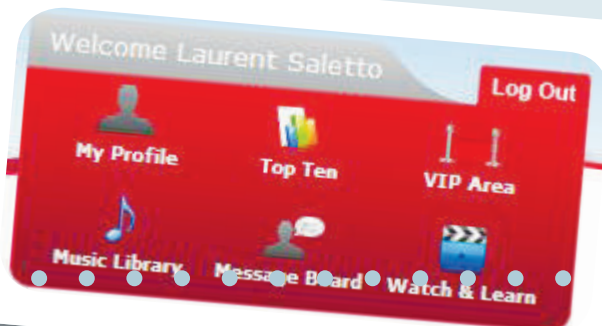 Welcome Laurent Saletto
Log Out
My Profile
Top Ten
VIP Area
Music Library
Message Board
Watch & Learn